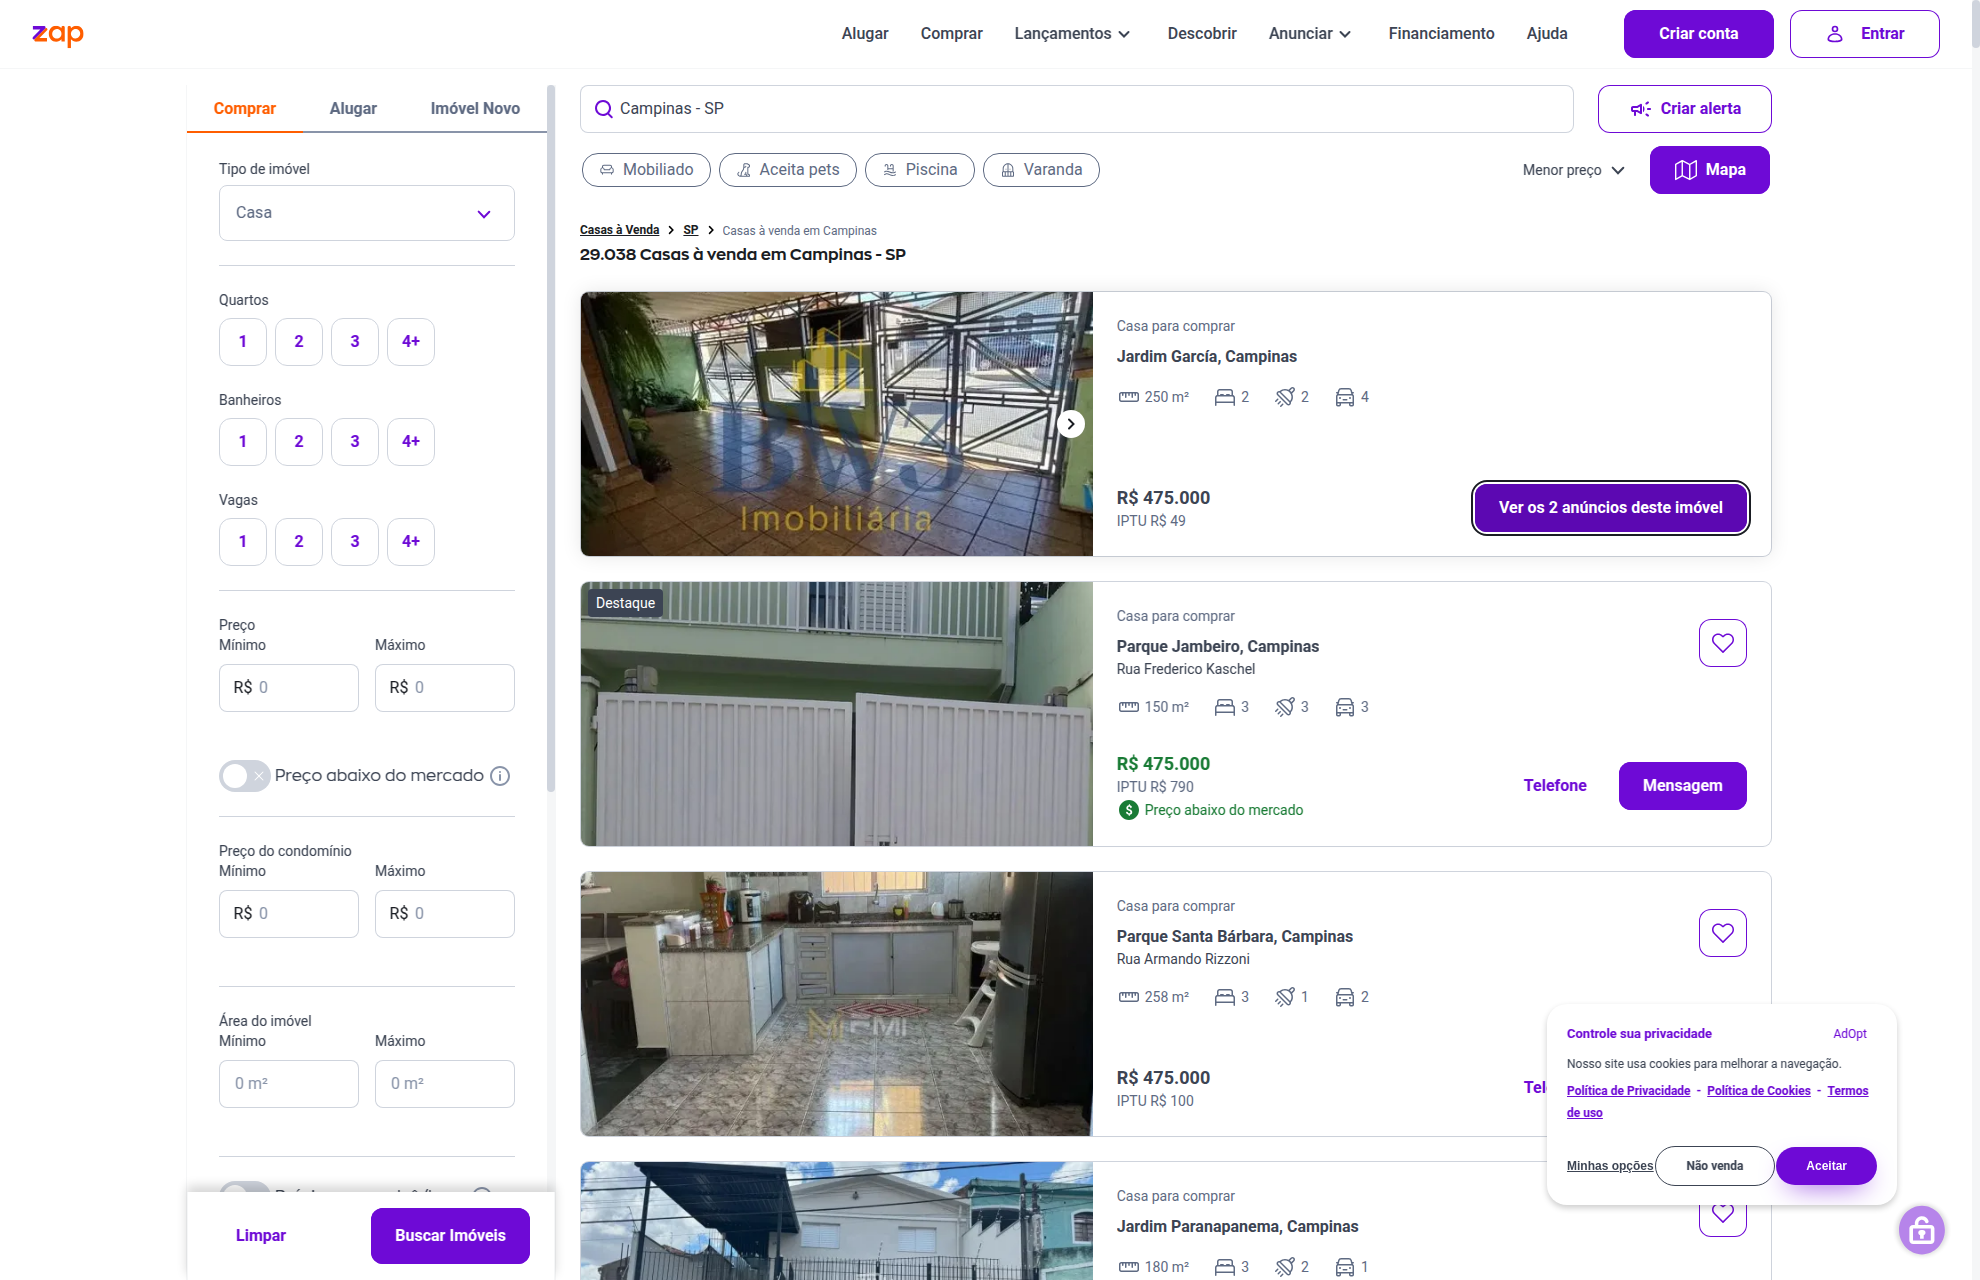 zap
Alugar
Comprar
Lançamentos
Descobrir
Anunciar
Financiamento
Ajuda
Criar conta
Entrar
Comprar
Alugar
Imóvel Novo
Tipo de imóvel
Casa
Quartos
1 2 3 4+
Banheiros
1 2 3 4+
Vagas
1 2 3 4+
Preço
Mínimo
Máximo
R$ 0
R$ 0
Preço abaixo do mercado
Preço do condomínio
Mínimo
Máximo
R$ 0
R$ 0
Área do imóvel
Mínimo
Máximo
0 m²
0 m²
Limpar
Buscar Imóveis
Campinas - SP
Criar alerta
Mobiliado
Aceita pets
Piscina
Varanda
Menor preço
Mapa
Casas à Venda > SP > Casas à venda em Campinas
29.038 Casas à venda em Campinas - SP
BW3
Imobiliária
Casa para comprar
Jardim García, Campinas
250 m² 2 2 4
R$ 475.000
IPTU R$ 49
Ver os 2 anúncios deste imóvel
Destaque
Casa para comprar
Parque Jambeiro, Campinas
Rua Frederico Kaschel
150 m² 3 3 3
R$ 475.000
IPTU R$ 790
Preço abaixo do mercado
Telefone
Mensagem
Casa para comprar
Parque Santa Bárbara, Campinas
Rua Armando Rizzoni
258 m² 3 1 2
R$ 475.000
IPTU R$ 100
Casa para comprar
Jardim Paranapanema, Campinas
180 m² 3 2 1
Controle sua privacidade
AdOpt
Nosso site usa cookies para melhorar a navegação.
Política de Privacidade - Política de Cookies - Termos
de uso
Minhas opções
Não venda
Aceitar